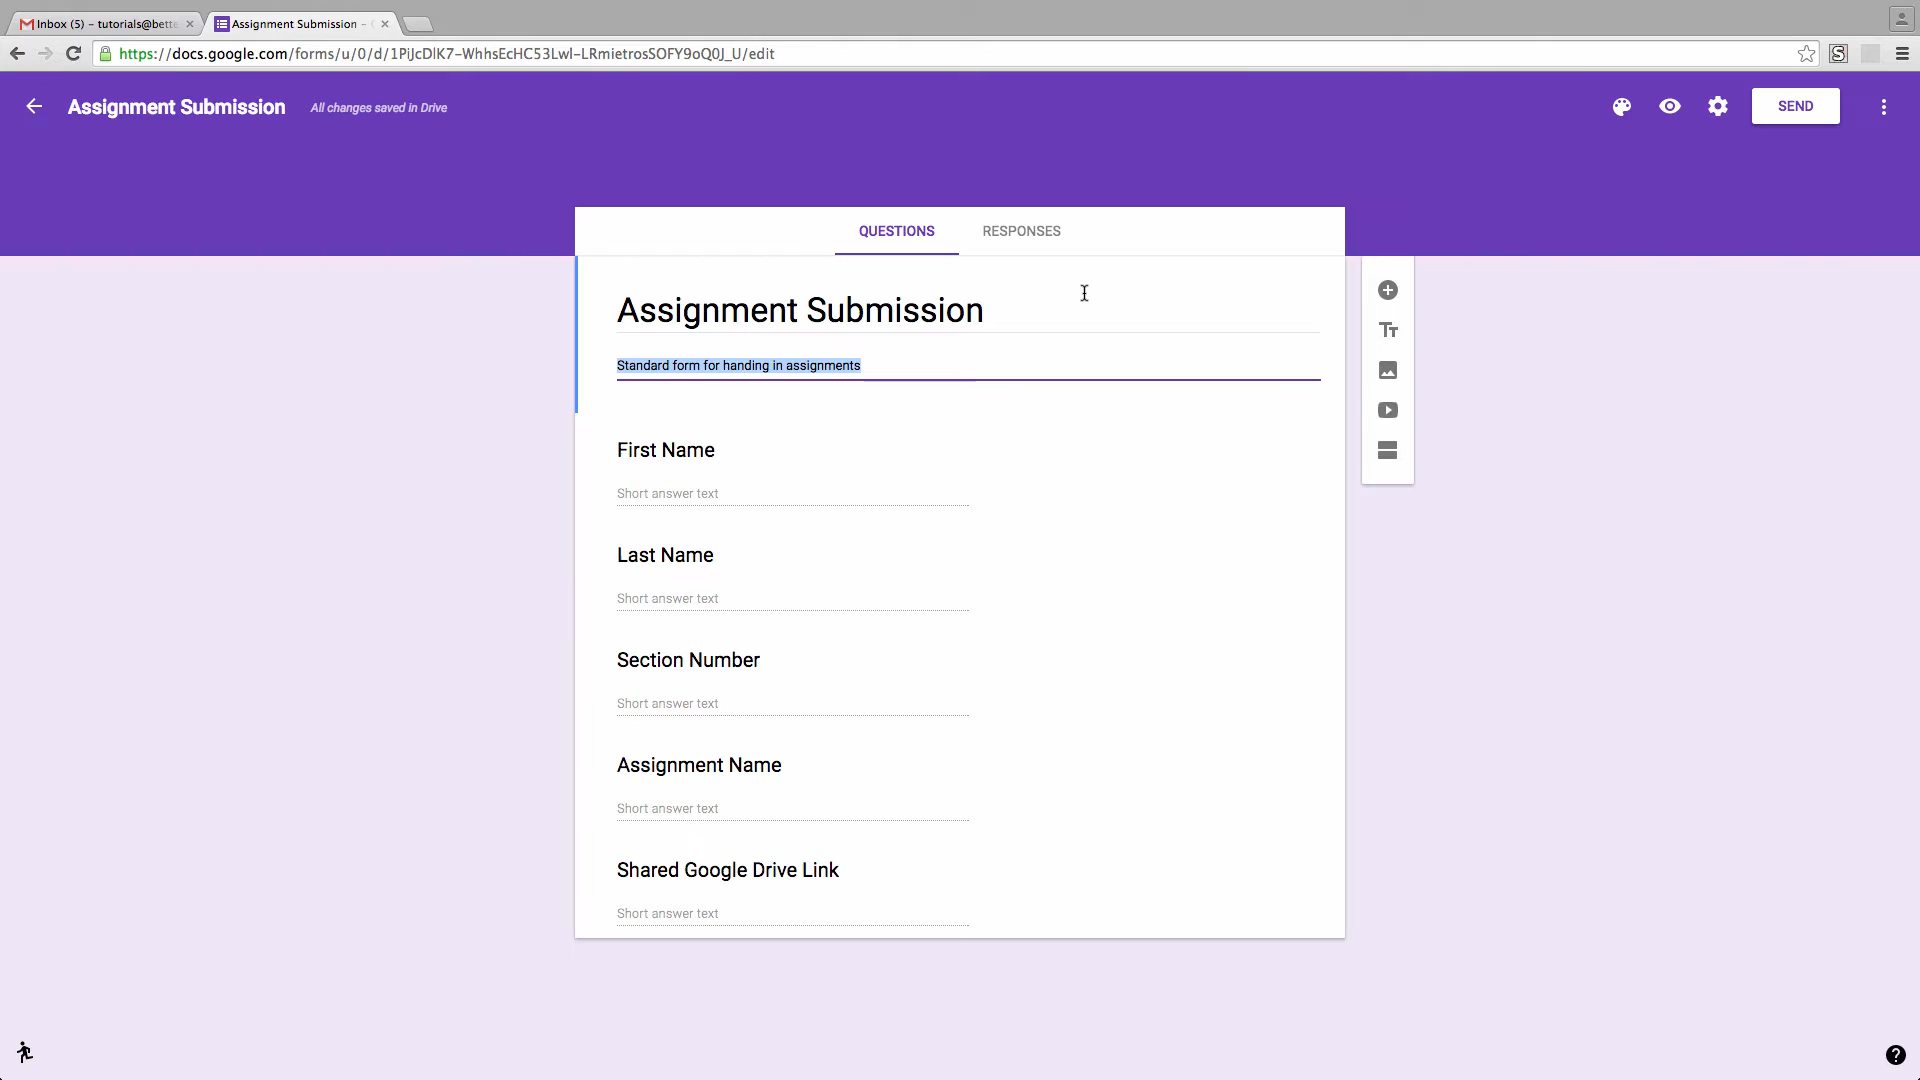 Inbox (5) – tutorials@bette
Assignment Submission –
https://docs.google.com/forms/u/0/d/1PiJcDlK7-WhhsEcHC53Lwl-LRmietrosSOFY9oQ0J_U/edit
Assignment Submission
All changes saved in Drive
SEND
QUESTIONS
RESPONSES
Assignment Submission
Standard form for handing in assignments
First Name
Short answer text
Last Name
Short answer text
Section Number
Short answer text
Assignment Name
Short answer text
Shared Google Drive Link
Short answer text